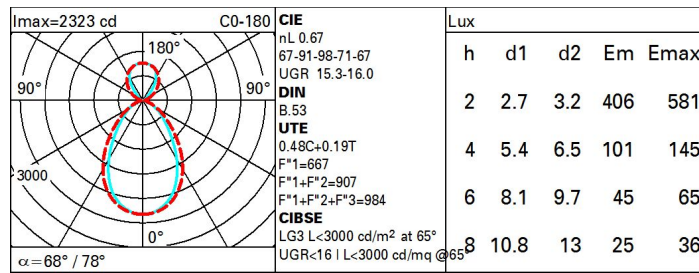 Imax=2323 cd C0-180
180°
90° 90°
3000
0°
α=68° / 78°
CIE
nL 0.67
67-91-98-71-67
UGR 15.3-16.0
DIN
B.53
UTE
0.48C+0.19T
F"1=667
F"1+F"2=907
F"1+F"2+F"3=984
CIBSE
LG3 L<3000 cd/m² at 65°
UGR<16 | L<3000 cd/mq @65°
Lux
h d1 d2 Em Emax
2 2.7 3.2 406 581
4 5.4 6.5 101 145
6 8.1 9.7 45 65
8 10.8 13 25 36